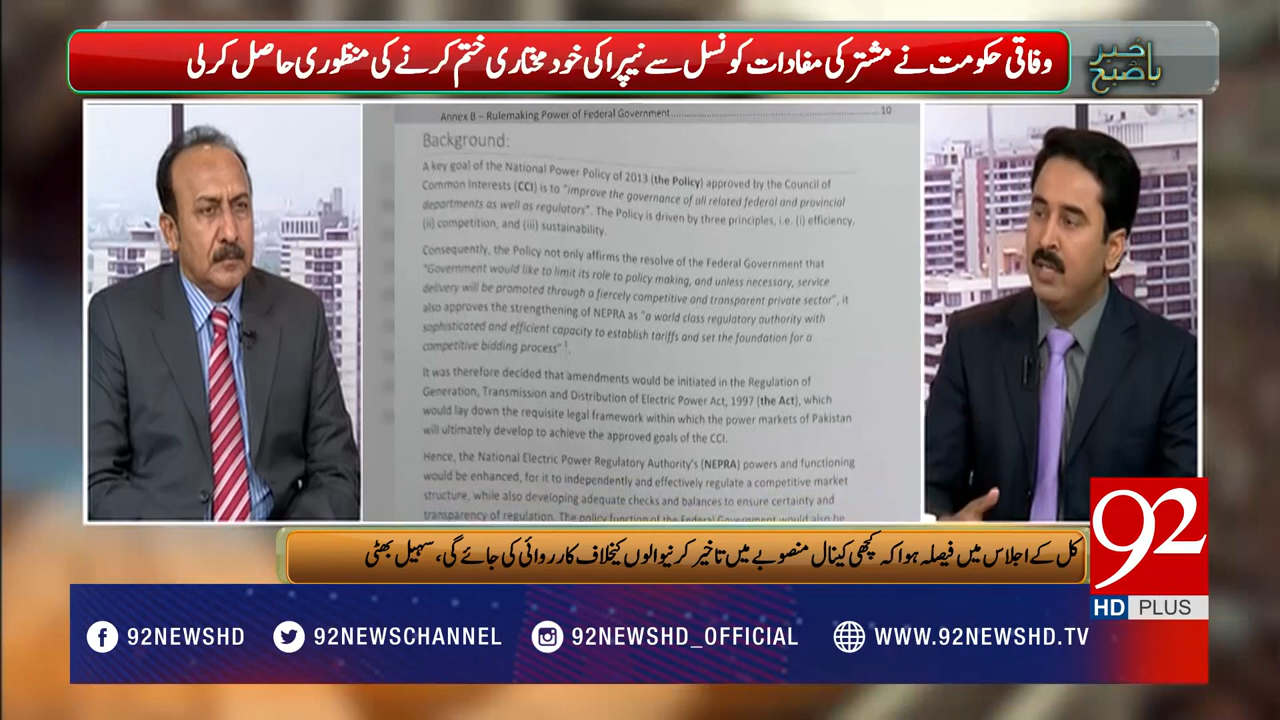 وفاقی حکومت نے مشترکی مفادات کونسل سے نیپرا کی خود مختاری ختم کرنے کی منظوری حاصل کرلی
باخبر
صبح
Annex B – Rulemaking Power of Federal Government 10
Background:
A key goal of the National Power Policy of 2013 (the Policy) approved by the Council of
Common Interests (CCI) is to "improve the governance of all related federal and provincial
departments as well as regulators". The Policy is driven by three principles, i.e. (i) efficiency,
(ii) competition, and (iii) sustainability.
Consequently, the Policy not only affirms the resolve of the Federal Government that
"Government would like to limit its role to policy making, and unless necessary, service
delivery will be promoted through a fiercely competitive and transparent private sector", it
also approves the strengthening of NEPRA as "a world class regulatory authority with
sophisticated and efficient capacity to establish tariffs and set the foundation for a
competitive bidding process" 1.
It was therefore decided that amendments would be initiated in the Regulation of
Generation, Transmission and Distribution of Electric Power Act, 1997 (the Act), which
would lay down the requisite legal framework within which the power markets of Pakistan
will ultimately develop to achieve the approved goals of the CCI.
Hence, the National Electric Power Regulatory Authority's (NEPRA) powers and functioning
would be enhanced, for it to independently and effectively regulate a competitive market
structure, while also developing adequate checks and balances to ensure certainty and
transparency of regulation. The policy function of the Federal Government would also be
کل کے اجلاس میں فیصلہ ہوا کہ کچھی کینال منصوبے میں تاخیر کرنیوالوں کیخلاف کارروائی کی جائے گی، سہیل بھٹی
92
HD PLUS
92NEWSHD 92NEWSCHANNEL 92NEWSHD_OFFICIAL WWW.92NEWSHD.TV